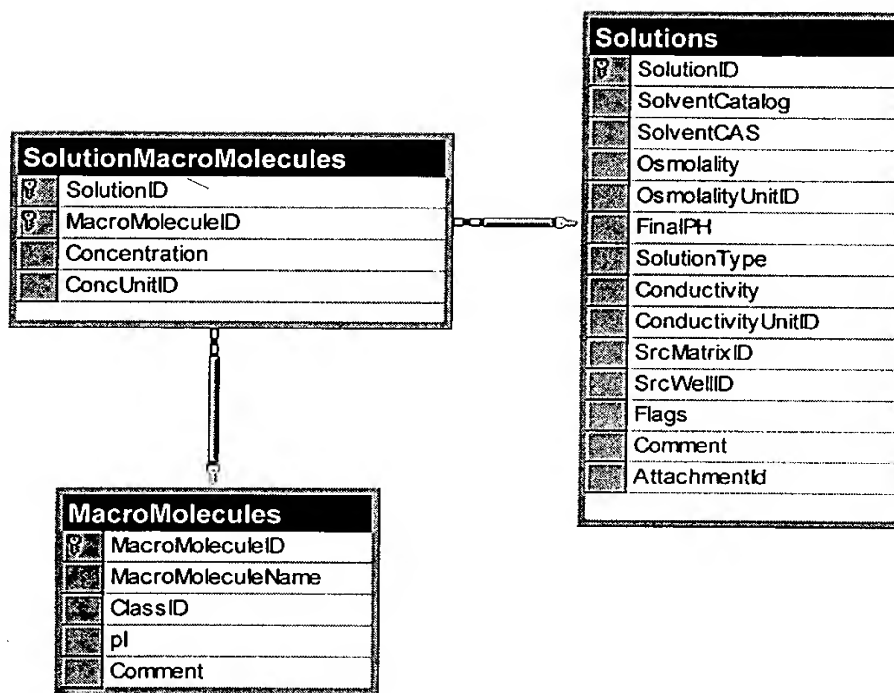 Solutions
SolutionID
SolventCatalog
SolventCAS
Osmolality
OsmolalityUnitID
FinalPH
SolutionType
Conductivity
ConductivityUnitID
SrcMatrixID
SrcWellID
Flags
Comment
AttachmentId
SolutionMacroMolecules
SolutionID
MacroMoleculeID
Concentration
ConcUnitID
MacroMolecules
MacroMoleculeID
MacroMoleculeName
ClassID
pI
Comment